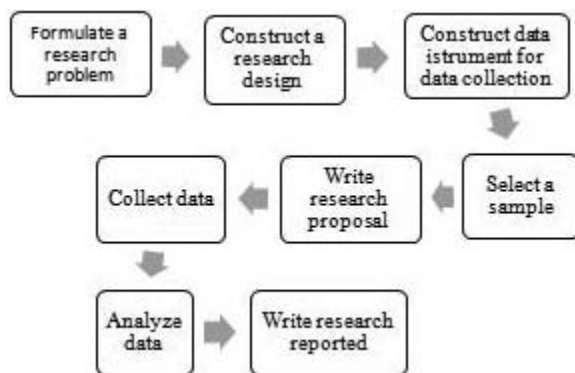 Formulate a
research
problem
Construct a
research
design
Construct data
istrument for
data collection
Select a
sample
Write
research
proposal
Collect data
Analyze
data
Write research
reported